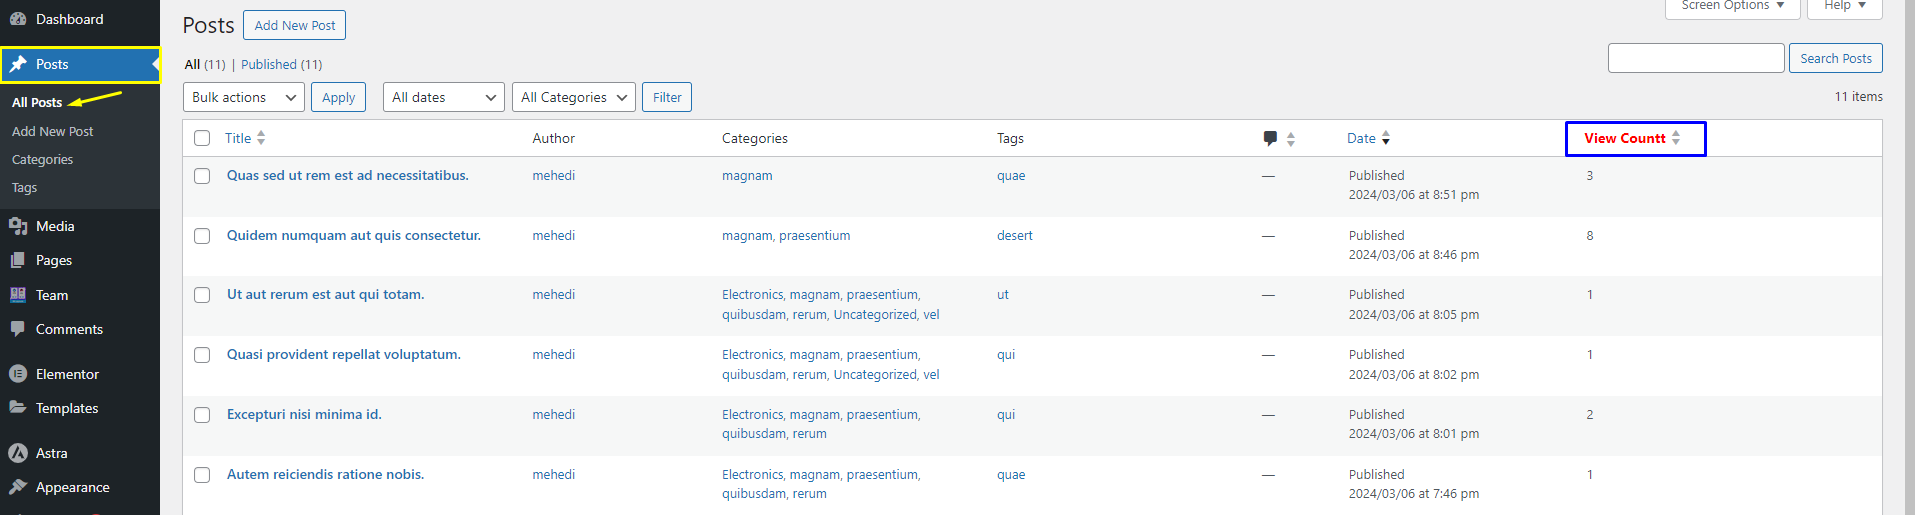 Dashboard
Posts
All Posts
Add New Post
Categories
Tags
Media
Pages
Team
Comments
Elementor
Templates
Astra
Appearance
Screen Options Help
Posts Add New Post
All (11) | Published (11)
Search Posts
Bulk actions Apply All dates All Categories Filter
11 items
Title Author Categories Tags Date View Countt
Quas sed ut rem est ad necessitatibus. mehedi magnam quae — Published 3
2024/03/06 at 8:51 pm
Quidem numquam aut quis consectetur. mehedi magnam, praesentium desert — Published 8
2024/03/06 at 8:46 pm
Ut aut rerum est aut qui totam. mehedi Electronics, magnam, praesentium, ut — Published 1
quibusdam, rerum, Uncategorized, vel 2024/03/06 at 8:05 pm
Quasi provident repellat voluptatum. mehedi Electronics, magnam, praesentium, qui — Published 1
quibusdam, rerum, Uncategorized, vel 2024/03/06 at 8:02 pm
Excepturi nisi minima id. mehedi Electronics, magnam, praesentium, qui — Published 2
quibusdam, rerum 2024/03/06 at 8:01 pm
Autem reiciendis ratione nobis. mehedi Electronics, magnam, praesentium, quae — Published 1
quibusdam, rerum 2024/03/06 at 7:46 pm